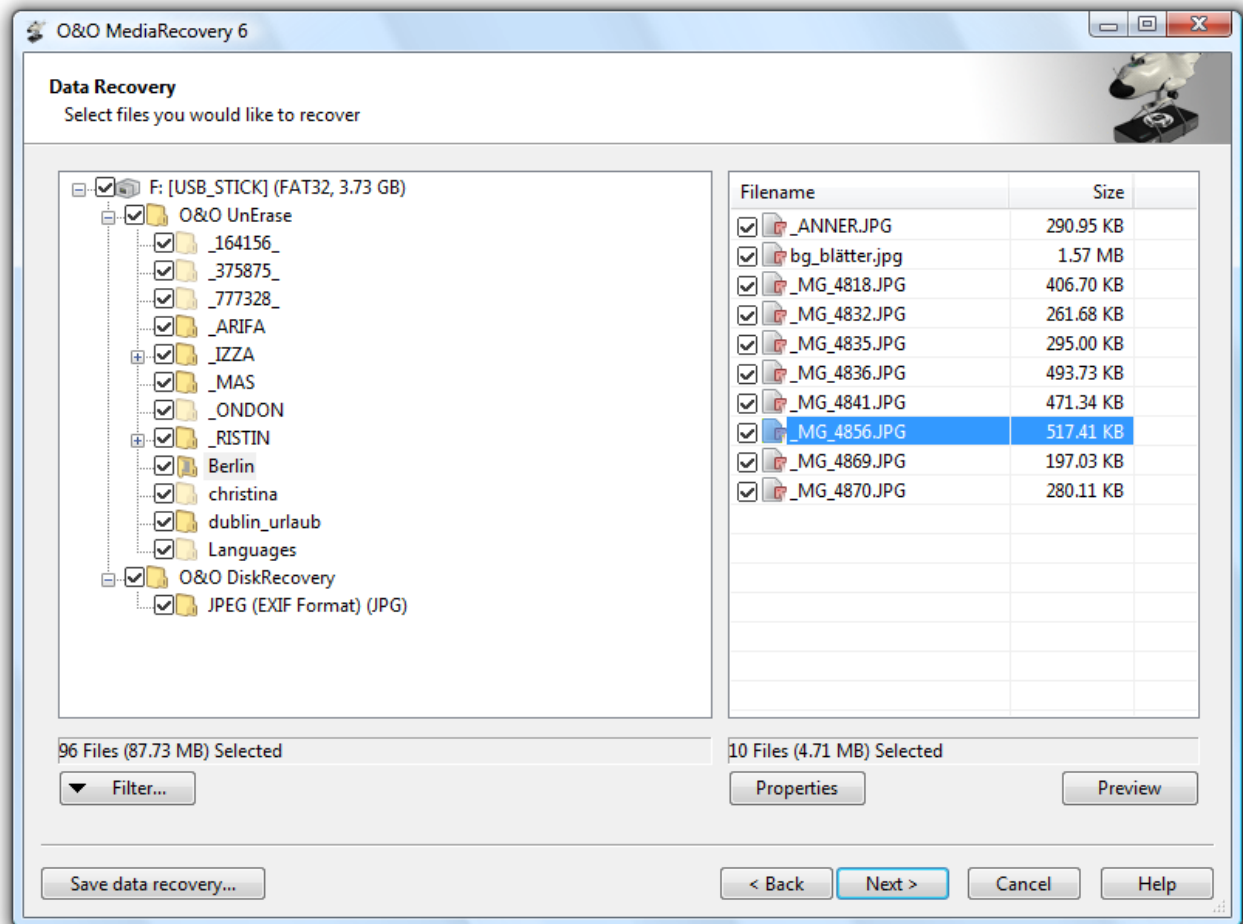 O&O MediaRecovery 6
Data Recovery
Select files you would like to recover
F: [USB_STICK] (FAT32, 3.73 GB)
O&O UnErase
_164156_
_375875_
_777328_
_ARIFA
_IZZA
_MAS
_ONDON
_RISTIN
Berlin
christina
dublin_urlaub
Languages
O&O DiskRecovery
JPEG (EXIF Format) (JPG)
Filename Size
_ANNER.JPG 290.95 KB
bg_blätter.jpg 1.57 MB
_MG_4818.JPG 406.70 KB
_MG_4832.JPG 261.68 KB
_MG_4835.JPG 295.00 KB
_MG_4836.JPG 493.73 KB
_MG_4841.JPG 471.34 KB
_MG_4856.JPG 517.41 KB
_MG_4869.JPG 197.03 KB
_MG_4870.JPG 280.11 KB
96 Files (87.73 MB) Selected
10 Files (4.71 MB) Selected
Filter...
Properties
Preview
Save data recovery...
< Back
Next >
Cancel
Help